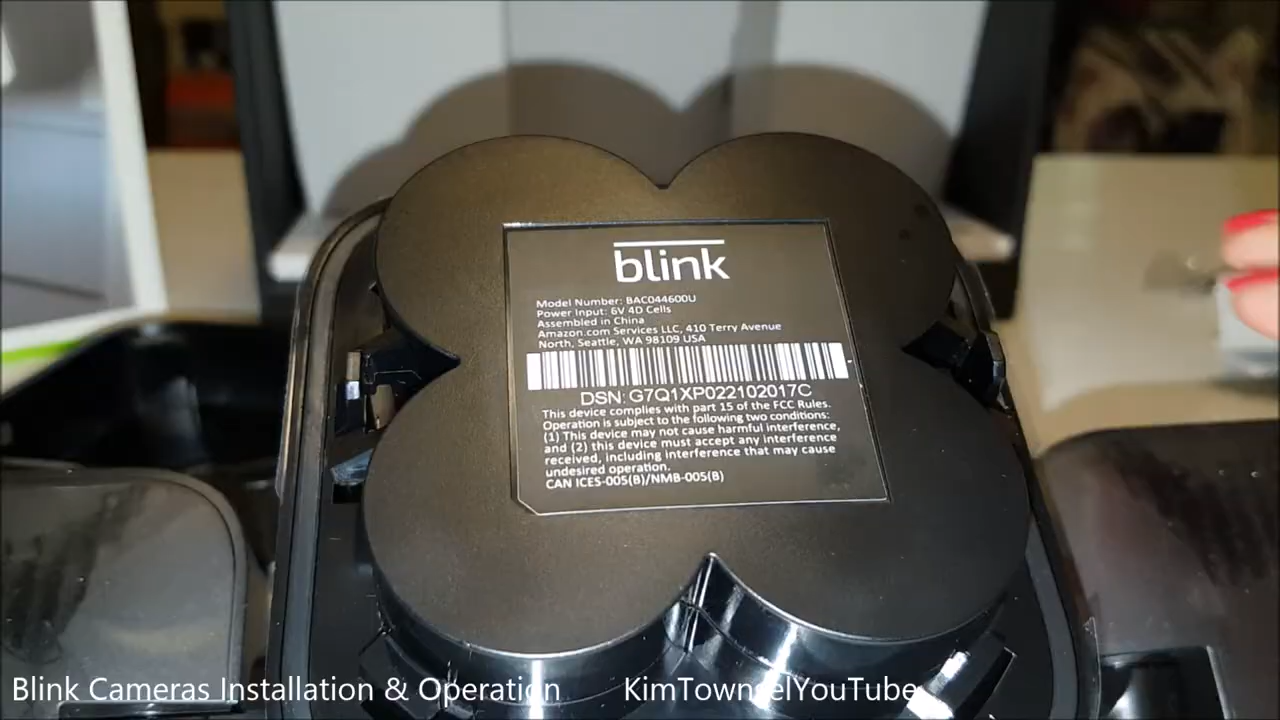 blink
Model Number: BAC044600U
Power Input: 6V 4D Cells
Assembled in China
Amazon.com Services LLC, 410 Terry Avenue
North, Seattle, WA 98109 USA
DSN: G7Q1XP022102017C
This device complies with part 15 of the FCC Rules.
Operation is subject to the following two conditions:
(1) This device may not cause harmful interference,
and (2) this device must accept any interference
received, including interference that may cause
undesired operation.
CAN ICES-005(B)/NMB-005(B)
Blink Cameras Installation & Operation KimTownselYouTube